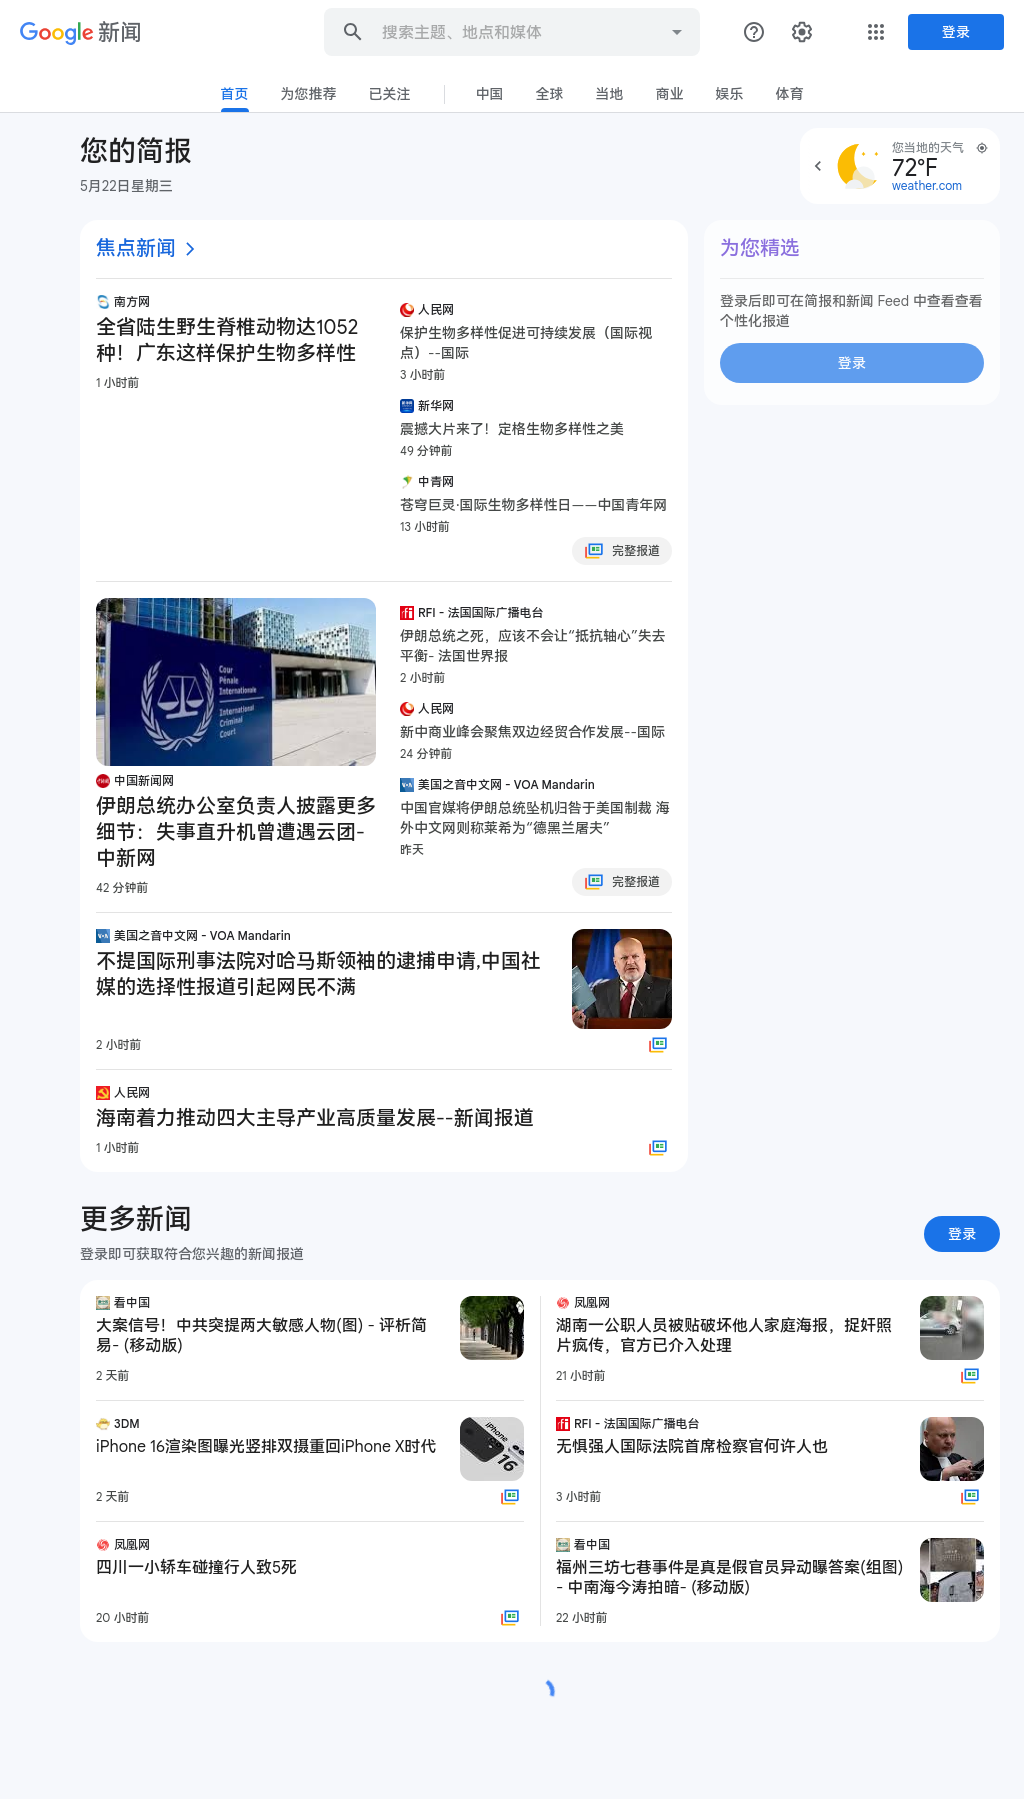 Google 新闻
搜索主题、地点和媒体
登录
首页
为您推荐
已关注
中国
全球
当地
商业
娱乐
体育
您的简报
5月22日星期三
您当地的天气
72°F
weather.com
焦点新闻
南方网
全省陆生野生脊椎动物达1052
种！广东这样保护生物多样性
1 小时前
人民网
保护生物多样性促进可持续发展（国际视
点）--国际
3 小时前
新华网
震撼大片来了！定格生物多样性之美
49 分钟前
中青网
苍穹巨灵·国际生物多样性日——中国青年网
13 小时前
完整报道
为您精选
登录后即可在简报和新闻 Feed 中查看查看
个性化报道
登录
Cour
Pénale
Internationale
International
Criminal
Court
中国新闻网
伊朗总统办公室负责人披露更多
细节：失事直升机曾遭遇云团-
中新网
42 分钟前
RFI - 法国国际广播电台
伊朗总统之死，应该不会让“抵抗轴心”失去
平衡- 法国世界报
2 小时前
人民网
新中商业峰会聚焦双边经贸合作发展--国际
24 分钟前
美国之音中文网 - VOA Mandarin
中国官媒将伊朗总统坠机归咎于美国制裁 海
外中文网则称莱希为“德黑兰屠夫”
昨天
完整报道
美国之音中文网 - VOA Mandarin
不提国际刑事法院对哈马斯领袖的逮捕申请,中国社
媒的选择性报道引起网民不满
2 小时前
人民网
海南着力推动四大主导产业高质量发展--新闻报道
1 小时前
更多新闻
登录即可获取符合您兴趣的新闻报道
登录
看中国
大案信号！中共突提两大敏感人物(图) - 评析简
易- (移动版)
2 天前
3DM
iPhone 16渲染图曝光竖排双摄重回iPhone X时代
iPhone
16
2 天前
凤凰网
四川一小轿车碰撞行人致5死
20 小时前
凤凰网
湖南一公职人员被贴破坏他人家庭海报，捉奸照
片疯传，官方已介入处理
21 小时前
RFI - 法国国际广播电台
无惧强人国际法院首席检察官何许人也
3 小时前
看中国
福州三坊七巷事件是真是假官员异动曝答案(组图)
- 中南海今涛拍暗- (移动版)
22 小时前